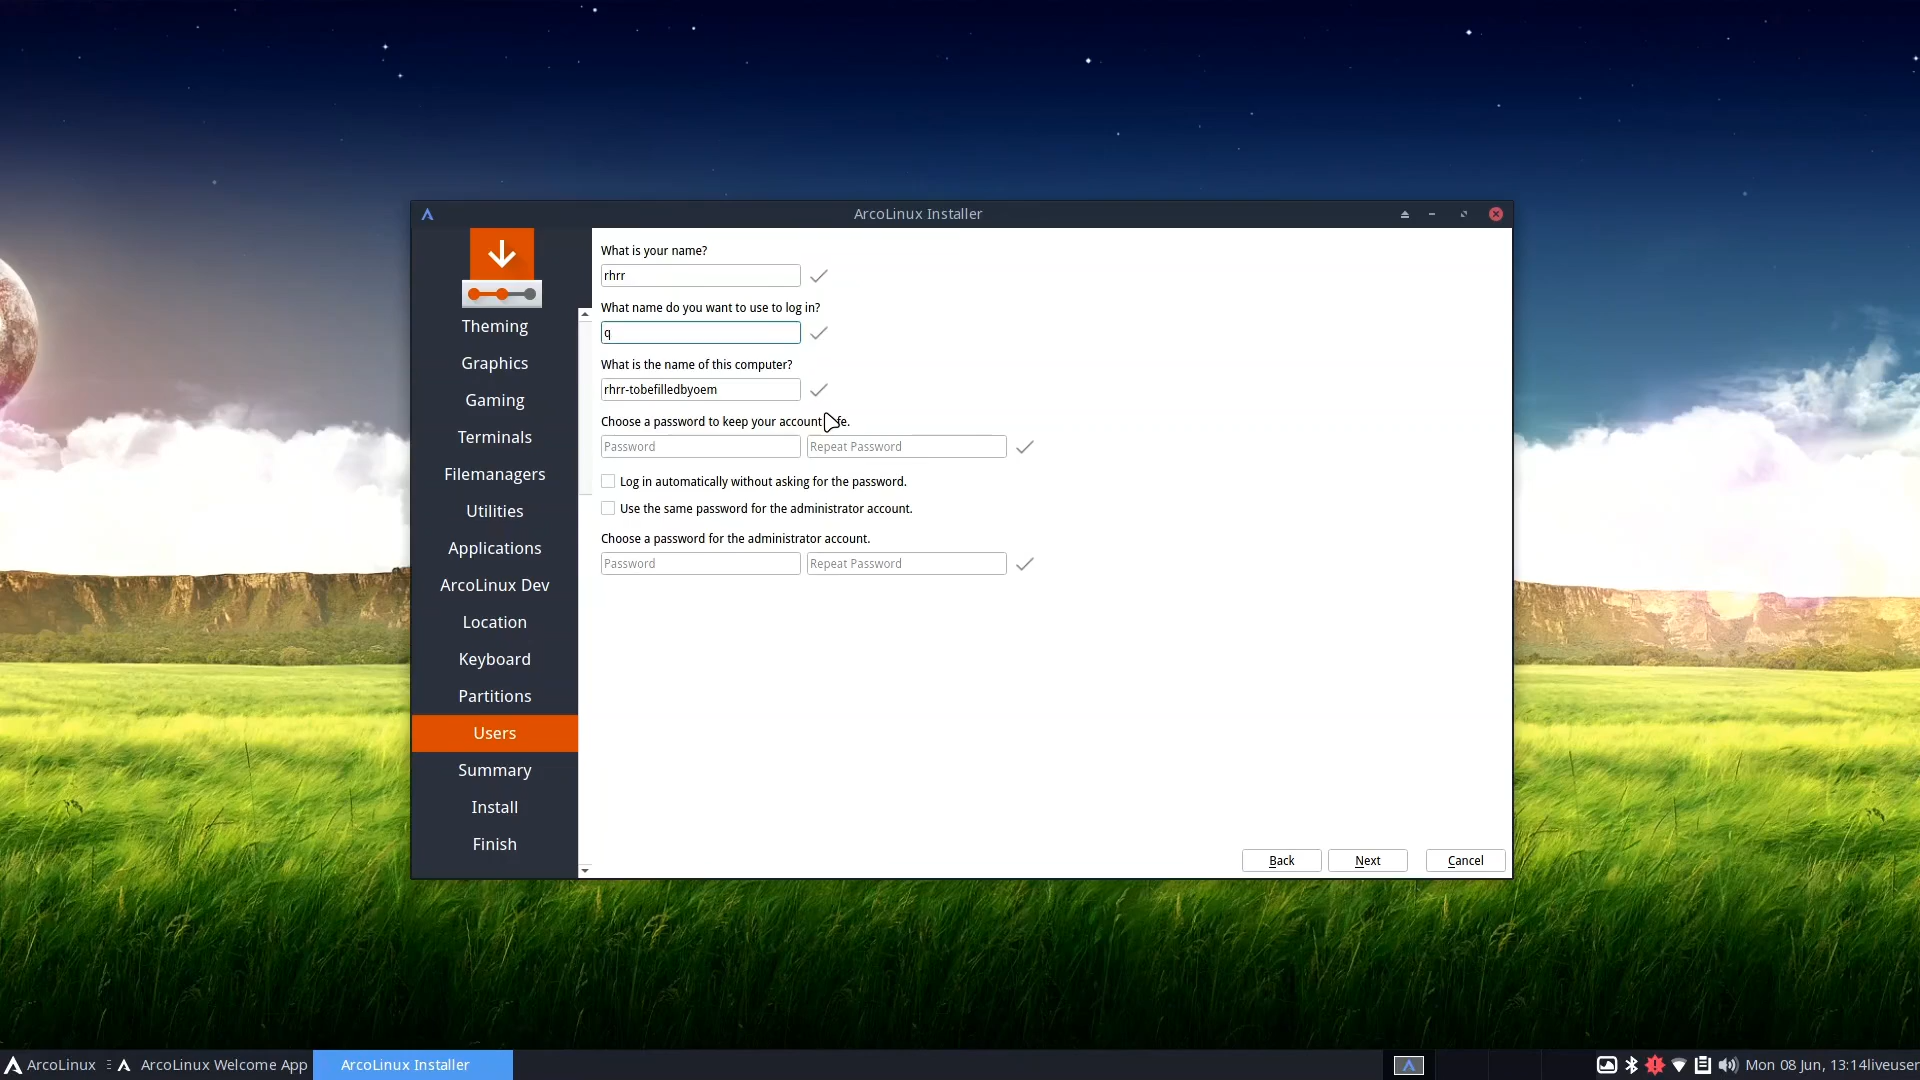 ArcoLinux Installer
Theming
Graphics
Gaming
Terminals
Filemanagers
Utilities
Applications
ArcoLinux Dev
Location
Keyboard
Partitions
Users
Summary
Install
Finish
What is your name?
rhrr
What name do you want to use to log in?
q
What is the name of this computer?
rhrr-tobefilledbyoem
Choose a password to keep your account fe.
Password Repeat Password
Log in automatically without asking for the password.
Use the same password for the administrator account.
Choose a password for the administrator account.
Password Repeat Password
Back Next Cancel
ArcoLinux ArcoLinux Welcome App ArcoLinux Installer Mon 08 Jun, 13:14liveuser